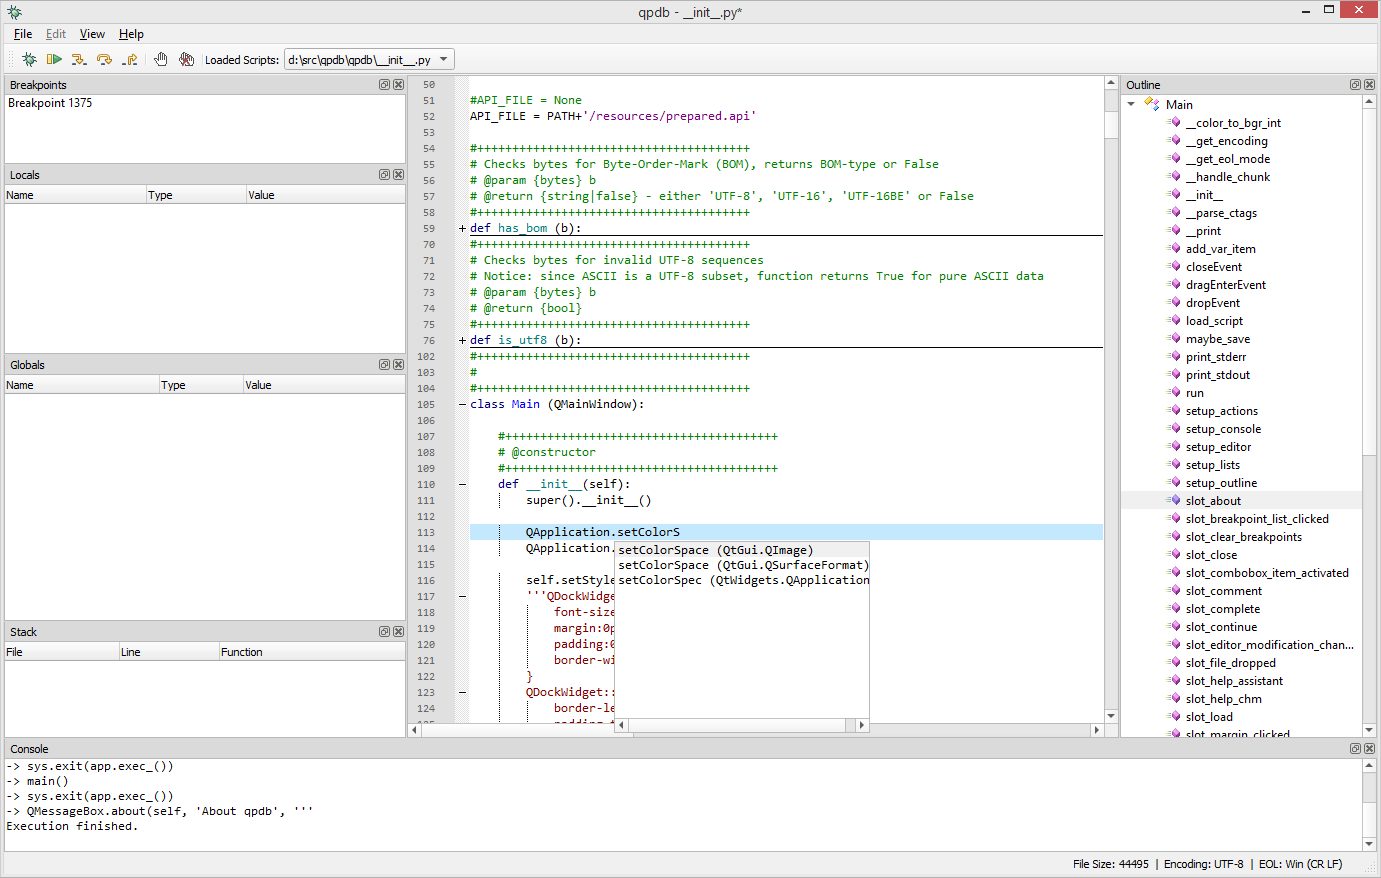 qpdb - __init__.py*
File Edit View Help
Loaded Scripts: d:\src\qpdb\qpdb\__init__.py
Breakpoints
Breakpoint 1375
Locals
Name Type Value
Globals
Name Type Value
Stack
File Line Function
50
51 #API_FILE = None
52 API_FILE = PATH+'/resources/prepared.api'
53
54 #+++++++++++++++++++++++++++++++++++++++
55 # Checks bytes for Byte-Order-Mark (BOM), returns BOM-type or False
56 # @param {bytes} b
57 # @return {string|false} - either 'UTF-8', 'UTF-16', 'UTF-16BE' or False
58 #+++++++++++++++++++++++++++++++++++++++
59 def has_bom (b):
70 #+++++++++++++++++++++++++++++++++++++++
71 # Checks bytes for invalid UTF-8 sequences
72 # Notice: since ASCII is a UTF-8 subset, function returns True for pure ASCII data
73 # @param {bytes} b
74 # @return {bool}
75 #+++++++++++++++++++++++++++++++++++++++
76 def is_utf8 (b):
102 #+++++++++++++++++++++++++++++++++++++++
103 #
104 #+++++++++++++++++++++++++++++++++++++++
105 class Main (QMainWindow):
106
107 #+++++++++++++++++++++++++++++++++++++++
108 # @constructor
109 #+++++++++++++++++++++++++++++++++++++++
110 def __init__(self):
111 super().__init__()
112
113 QApplication.setColorS
114 QApplication.
115
116 self.setStyle
117 '''QDockWidge
118 font-size
119 margin:0p
120 padding:0
121 border-wi
122 }
123 QDockWidget::
124 border-le
setColorSpace (QtGui.QImage)
setColorSpace (QtGui.QSurfaceFormat)
setColorSpec (QtWidgets.QApplication
Outline
Main
__color_to_bgr_int
__get_encoding
__get_eol_mode
__handle_chunk
__init__
__parse_ctags
__print
add_var_item
closeEvent
dragEnterEvent
dropEvent
load_script
maybe_save
print_stderr
print_stdout
run
setup_actions
setup_console
setup_editor
setup_lists
setup_outline
slot_about
slot_breakpoint_list_clicked
slot_clear_breakpoints
slot_close
slot_combobox_item_activated
slot_comment
slot_complete
slot_continue
slot_editor_modification_chan...
slot_file_dropped
slot_help_assistant
slot_help_chm
slot_load
slot_margin_clicked
Console
-> sys.exit(app.exec_())
-> main()
-> sys.exit(app.exec_())
-> QMessageBox.about(self, 'About qpdb', '''
Execution finished.
File Size: 44495 | Encoding: UTF-8 | EOL: Win (CR LF)